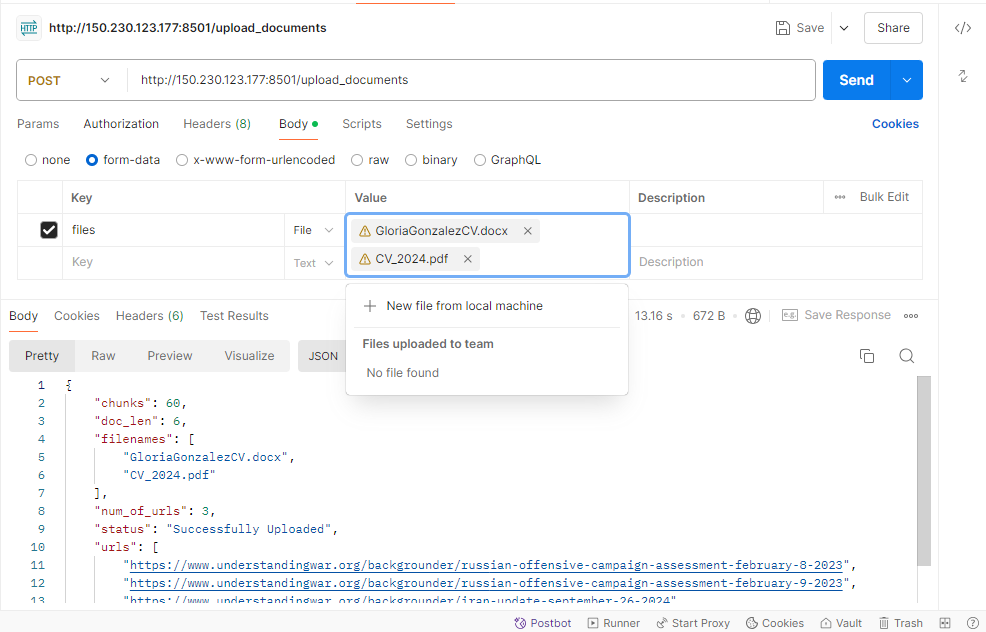 HTTP http://150.230.123.177:8501/upload_documents Save Share
POST http://150.230.123.177:8501/upload_documents Send
Params Authorization Headers (8) Body Scripts Settings Cookies
none form-data x-www-form-urlencoded raw binary GraphQL
Key Value Description ••• Bulk Edit
files File GloriaGonzalezCV.docx
CV_2024.pdf
Key Text Description
New file from local machine
Files uploaded to team
No file found
Body Cookies Headers (6) Test Results 13.16 s 672 B e.g. Save Response •••
Pretty Raw Preview Visualize JSON
1 {
2 "chunks": 60,
3 "doc_len": 6,
4 "filenames": [
5 "GloriaGonzalezCV.docx",
6 "CV_2024.pdf"
7 ],
8 "num_of_urls": 3,
9 "status": "Successfully Uploaded",
10 "urls": [
11 "https://www.understandingwar.org/backgrounder/russian-offensive-campaign-assessment-february-8-2023",
12 "https://www.understandingwar.org/backgrounder/russian-offensive-campaign-assessment-february-9-2023",
13 "https://www.understandingwar.org/backgrounder/iran-update-september-26-2024"
Postbot Runner Start Proxy Cookies Vault Trash